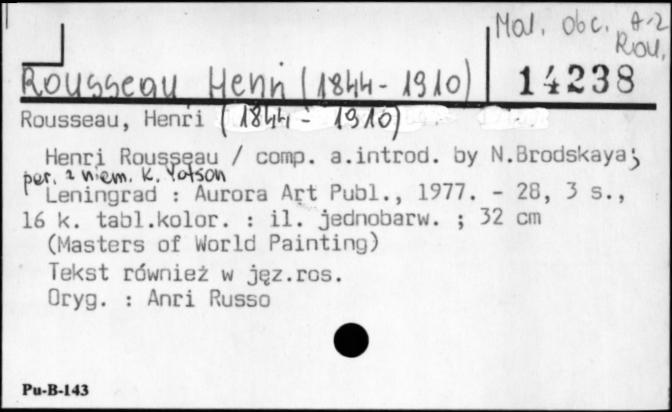 Mal. obc. A-Z
Rou.
Rousseau Henri (1844-1910)
14238
Rousseau, Henri (1844-1910)
Henri Rousseau / comp. a.introd. by N.Brodskaya;
per. z niem. K. Watson
Leningrad : Aurora Art Publ., 1977. - 28, 3 s.,
16 k. tabl.kolor. : il. jednobarw. ; 32 cm
(Masters of World Painting)
Tekst również w jęz.ros.
Oryg. : Anri Russo
Pu-B-143